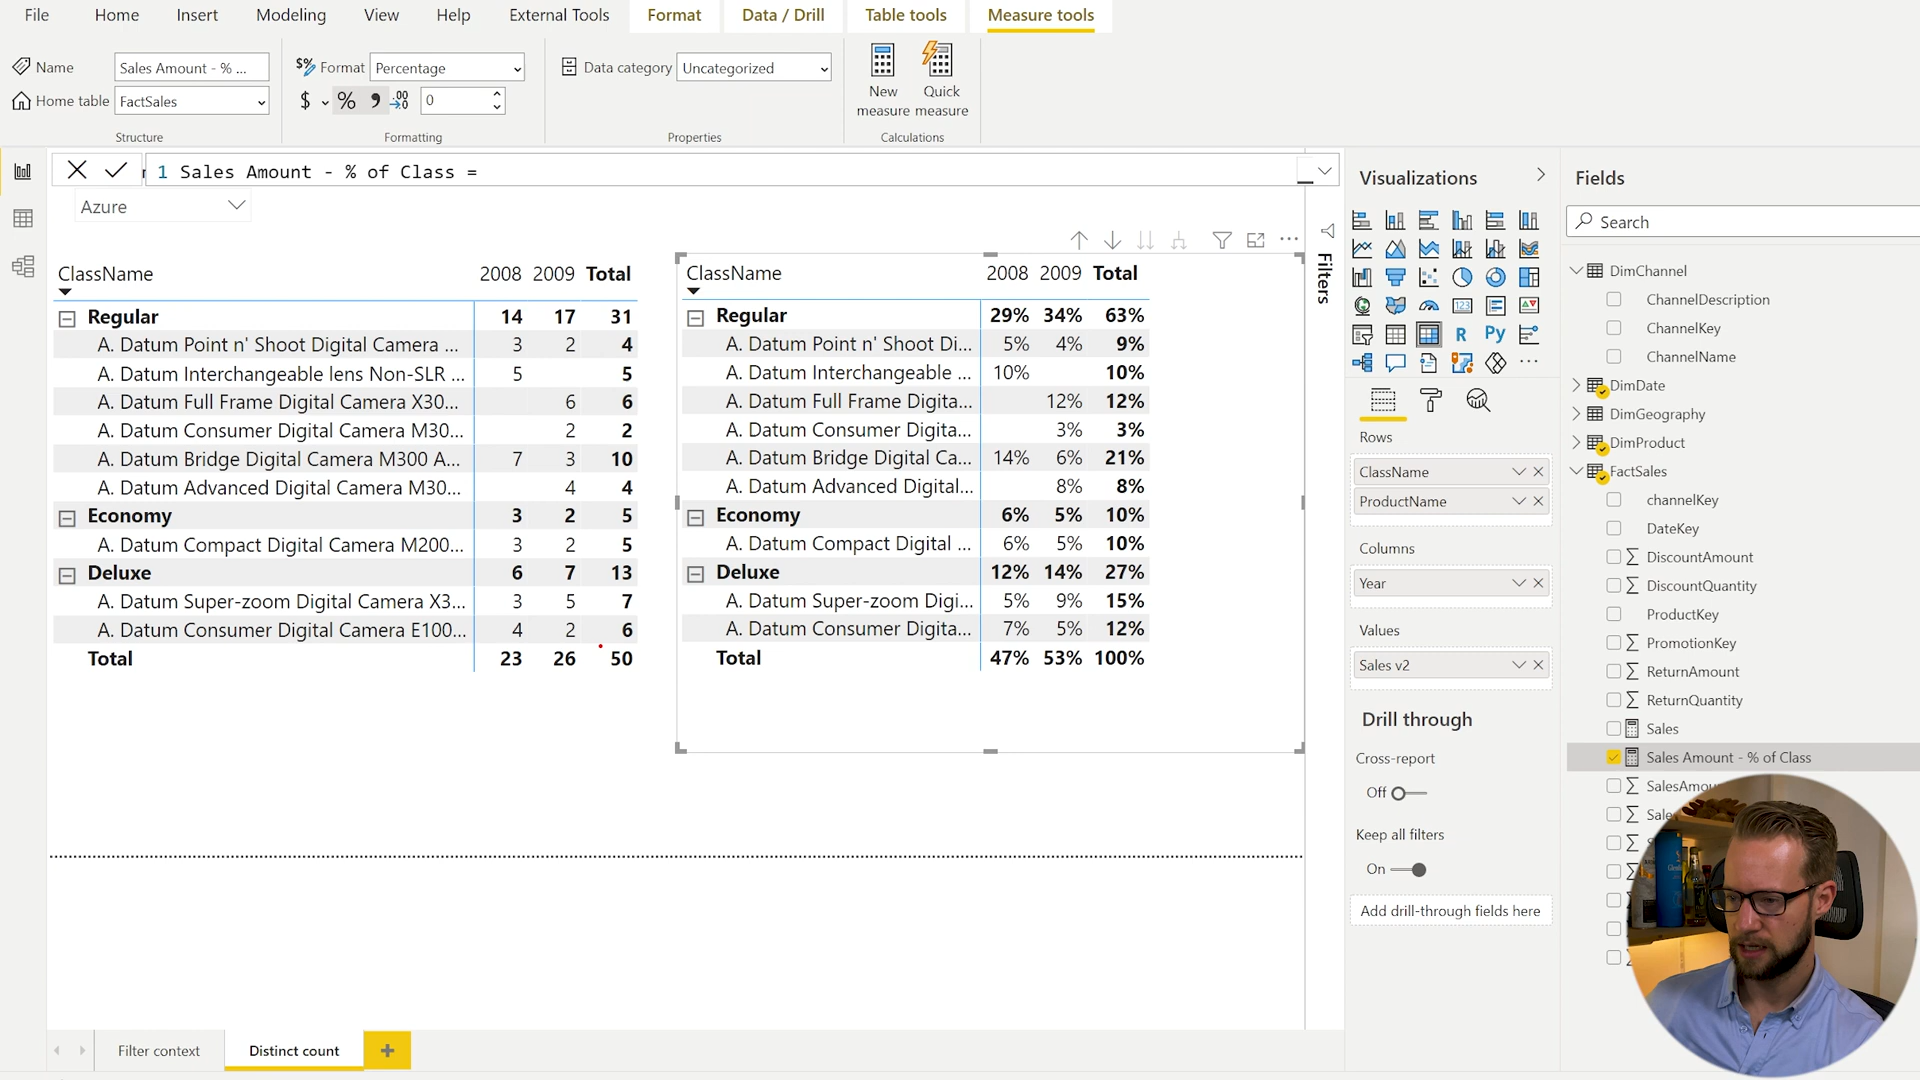 File Home Insert Modeling View Help External Tools Format Data / Drill Table tools Measure tools
Name Sales Amount - % ...
Home table FactSales
Structure
$% Format Percentage
$ % 9 .00 0
Formatting
Data category Uncategorized
Properties
New measure
Quick measure
Calculations
1 Sales Amount - % of Class =
Azure
ClassName 2008 2009 Total
Regular 14 17 31
A. Datum Point n' Shoot Digital Camera ... 3 2 4
A. Datum Interchangeable lens Non-SLR ... 5 5
A. Datum Full Frame Digital Camera X30... 6 6
A. Datum Consumer Digital Camera M30... 2 2
A. Datum Bridge Digital Camera M300 A... 7 3 10
A. Datum Advanced Digital Camera M30... 4 4
Economy 3 2 5
A. Datum Compact Digital Camera M200... 3 2 5
Deluxe 6 7 13
A. Datum Super-zoom Digital Camera X3... 3 5 7
A. Datum Consumer Digital Camera E100... 4 2 6
Total 23 26 50
ClassName 2008 2009 Total
Regular 29% 34% 63%
A. Datum Point n' Shoot Di... 5% 4% 9%
A. Datum Interchangeable ... 10% 10%
A. Datum Full Frame Digita... 12% 12%
A. Datum Consumer Digita... 3% 3%
A. Datum Bridge Digital Ca... 14% 6% 21%
A. Datum Advanced Digital... 8% 8%
Economy 6% 5% 10%
A. Datum Compact Digital ... 6% 5% 10%
Deluxe 12% 14% 27%
A. Datum Super-zoom Digi... 5% 9% 15%
A. Datum Consumer Digita... 7% 5% 12%
Total 47% 53% 100%
Filters
Visualizations
123
R
Py
...
Rows
ClassName
ProductName
Columns
Year
Values
Sales v2
Drill through
Cross-report
Off
Keep all filters
On
Add drill-through fields here
Fields
Search
DimChannel
ChannelDescription
ChannelKey
ChannelName
DimDate
DimGeography
DimProduct
FactSales
channelKey
DateKey
DiscountAmount
DiscountQuantity
ProductKey
PromotionKey
ReturnAmount
ReturnQuantity
Sales
Sales Amount - % of Class
Filter context
Distinct count
+